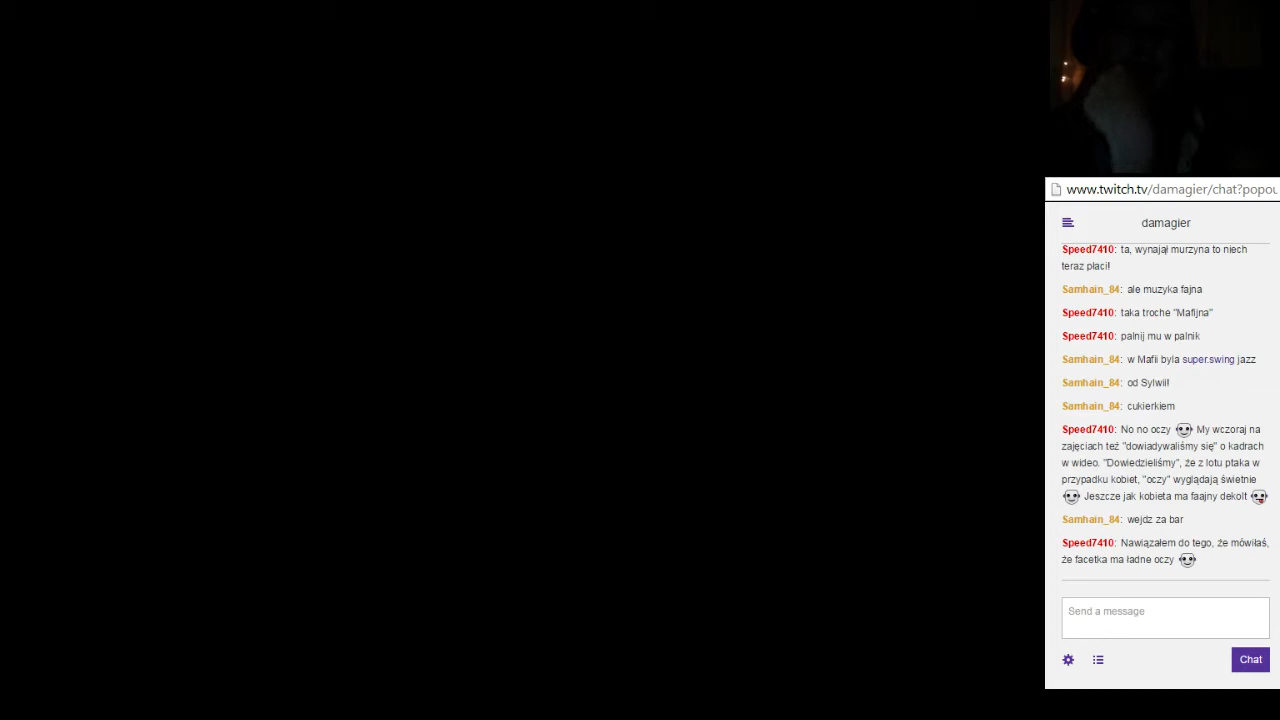 www.twitch.tv/damagier/chat?popou
damagier
Speed7410: ta, wynajął murzyna to niech
teraz płaci!
Samhain_84: ale muzyka fajna
Speed7410: taka troche "Mafijna"
Speed7410: palnij mu w palnik
Samhain_84: w Mafii byla super.swing jazz
Samhain_84: od Sylwii!
Samhain_84: cukierkiem
Speed7410: No no oczy My wczoraj na
zajęciach też "dowiadywaliśmy się" o kadrach
w wideo. "Dowiedzieliśmy", że z lotu ptaka w
przypadku kobiet, "oczy" wyglądają świetnie
Jeszcze jak kobieta ma faajny dekolt
Samhain_84: wejdz za bar
Speed7410: Nawiązałem do tego, że mówiłaś,
że facetka ma ładne oczy
Send a message
Chat